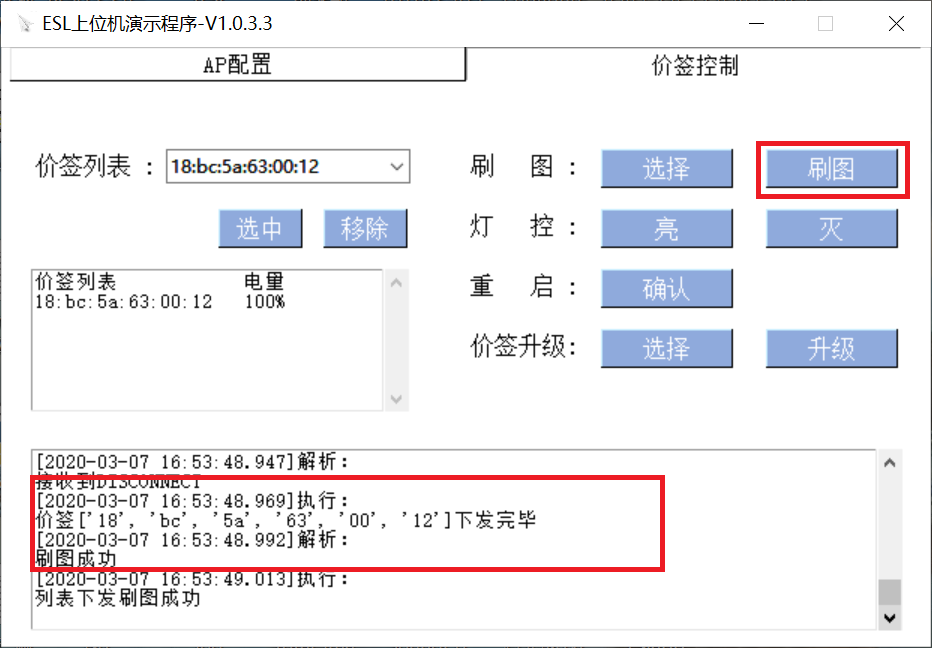 ESL上位机演示程序-V1.0.3.3
AP配置
价签控制
价签列表 : 18:bc:5a:63:00:12
选中 移除
价签列表 电量
18:bc:5a:63:00:12 100%
刷 图: 选择 刷图
灯 控: 亮 灭
重 启: 确认
价签升级: 选择 升级
[2020-03-07 16:53:48.947]解析:
接收到DISCONNECT
[2020-03-07 16:53:48.969]执行:
价签['18', 'bc', '5a', '63', '00', '12']下发完毕
[2020-03-07 16:53:48.992]解析:
刷图成功
[2020-03-07 16:53:49.013]执行:
列表下发刷图成功